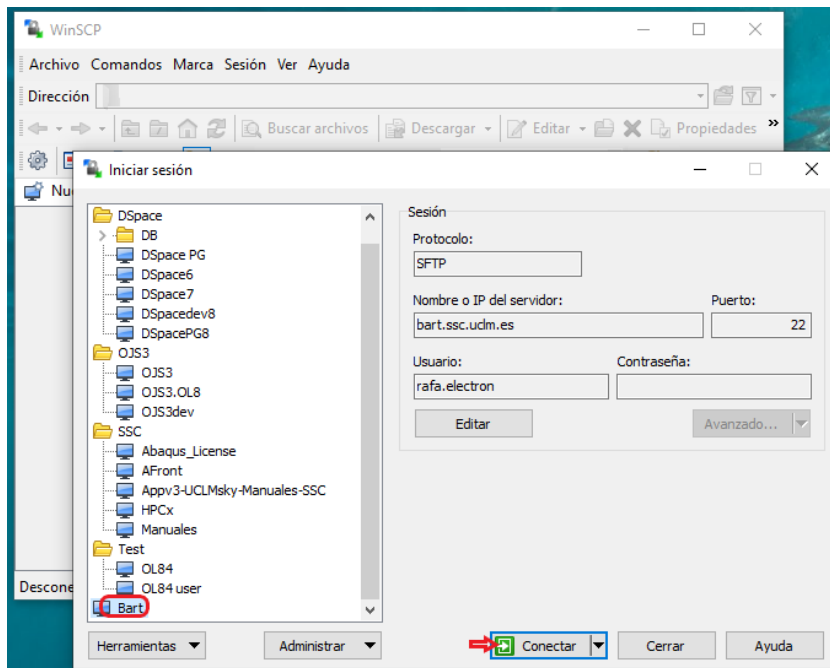 WinSCP
Archivo Comandos Marca Sesión Ver Ayuda
Dirección
Buscar archivos Descargar Editar Propiedades »
Iniciar sesión
DSpace
DB
DSpace PG
DSpace6
DSpace7
DSpacedev8
DSpacePG8
OJS3
OJS3
OJS3.OL8
OJS3dev
SSC
Abaqus_License
AFront
Appv3-UCLMsky-Manuales-SSC
HPCx
Manuales
Test
OL84
OL84 user
Bart
Sesión
Protocolo:
SFTP
Nombre o IP del servidor: Puerto:
bart.ssc.uclm.es 22
Usuario: Contraseña:
rafa.electron
Editar Avanzado...
Herramientas Administrar Conectar Cerrar Ayuda